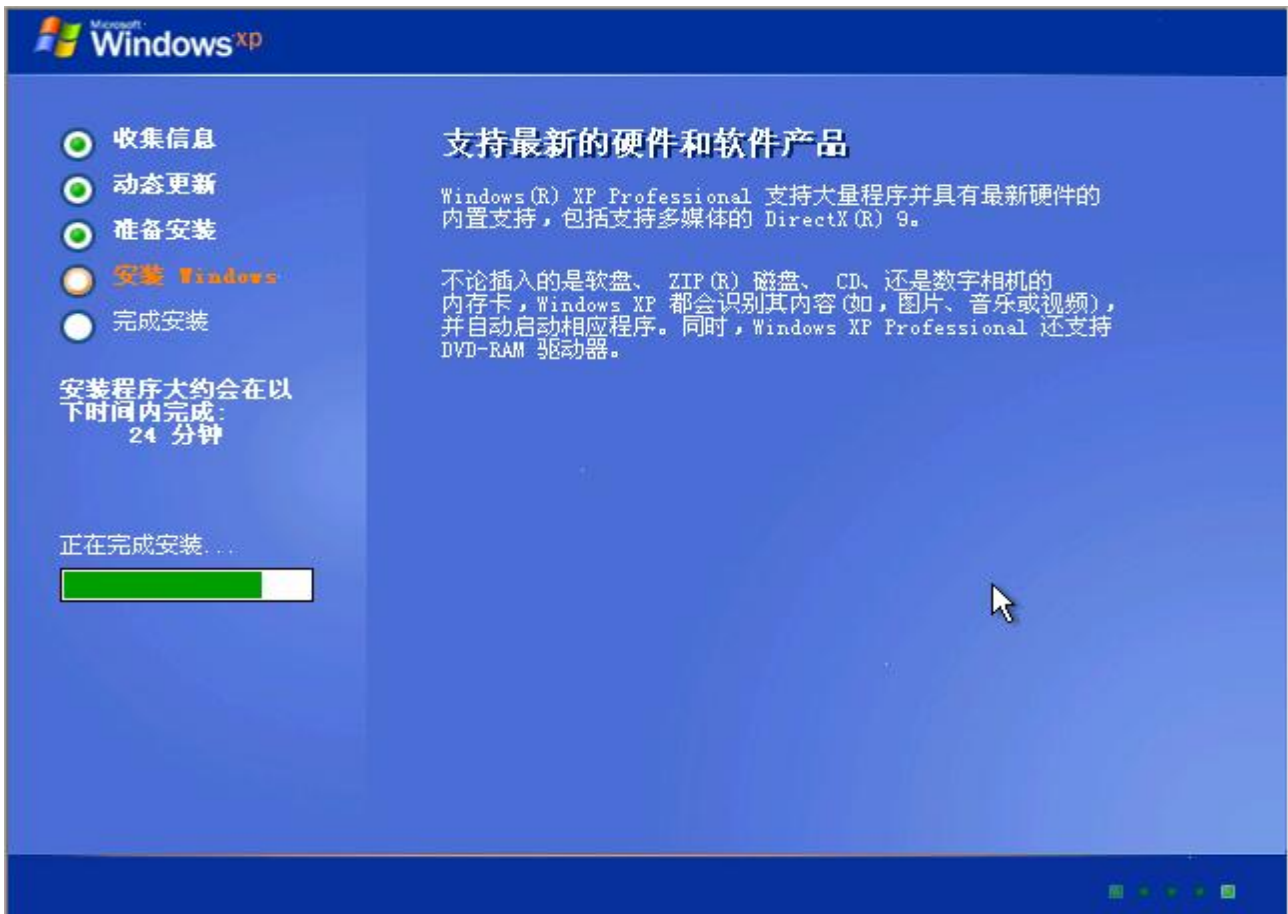 Microsoft
Windows xp
收集信息
动态更新
准备安装
安装 Windows
完成安装
安装程序大约会在以
下时间内完成:
24 分钟
正在完成安装...
支持最新的硬件和软件产品
Windows(R) XP Professional 支持大量程序并具有最新硬件的
内置支持，包括支持多媒体的 DirectX(R) 9。
不论插入的是软盘、 ZIP(R) 磁盘、 CD、还是数字相机的
内存卡，Windows XP 都会识别其内容(如，图片、音乐或视频)，
并自动启动相应程序。同时，Windows XP Professional 还支持
DVD-RAM 驱动器。